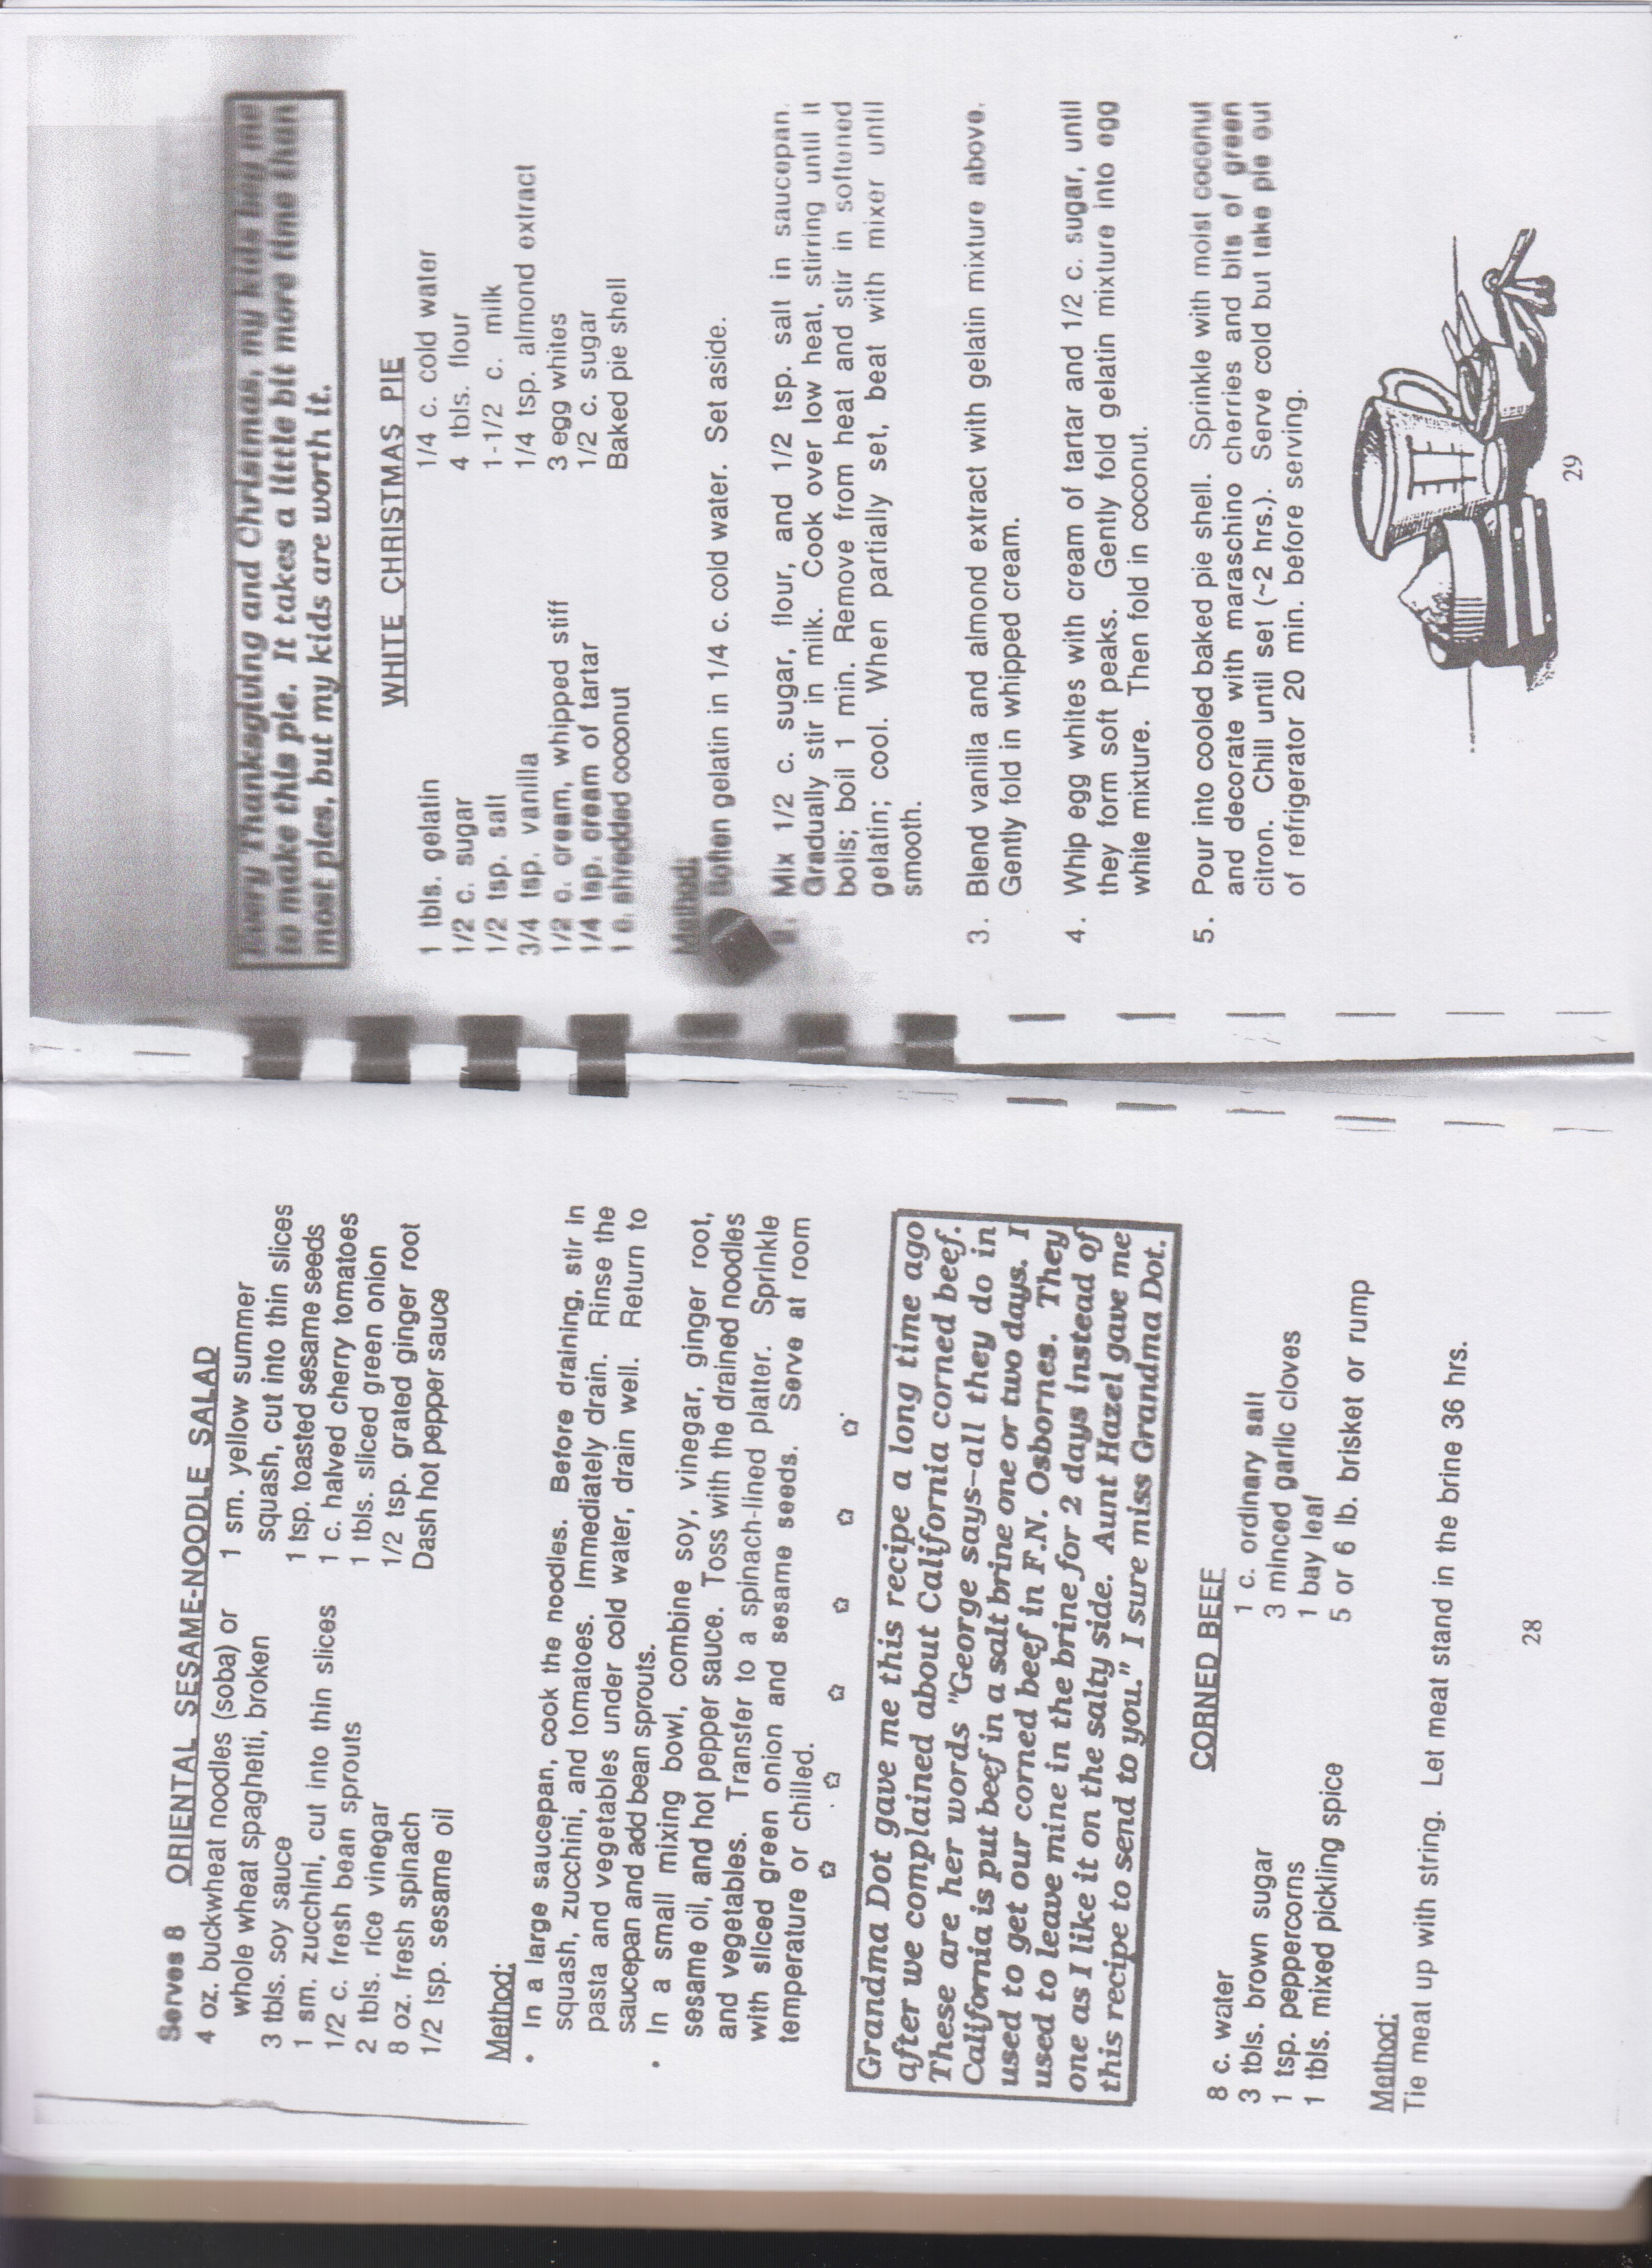 Serves 8 ORIENTAL SESAME-NOODLE SALAD
4 oz. buckwheat noodles (soba) or
whole wheat spaghetti, broken
3 tbls. soy sauce
1 sm. zucchini, cut into thin slices
1/2 c. fresh bean sprouts
2 tbls. rice vinegar
8 oz. fresh spinach
1/2 tsp. sesame oil
1 sm. yellow summer
squash, cut into thin slices
1 tsp. toasted sesame seeds
1 c. halved cherry tomatoes
1 tbls. sliced green onion
1/2 tsp. grated ginger root
Dash hot pepper sauce
Method:
• In a large saucepan, cook the noodles. Before draining, stir in
squash, zucchini, and tomatoes. Immediately drain. Rinse the
pasta and vegetables under cold water, drain well. Return to
saucepan and add bean sprouts.
• In a small mixing bowl, combine soy, vinegar, ginger root,
sesame oil, and hot pepper sauce. Toss with the drained noodles
and vegetables. Transfer to a spinach-lined platter. Sprinkle
with sliced green onion and sesame seeds. Serve at room
temperature or chilled.
Grandma Dot gave me this recipe a long time ago
after we complained about California corned beef.
These are her words "George says–all they do in
California is put beef in a salt brine one or two days. I
used to get our corned beef in F.N. Osbornes. They
used to leave mine in the brine for 2 days instead of
one as I like it on the salty side. Aunt Hazel gave me
this recipe to send to you." I sure miss Grandma Dot.
CORNED BEEF
8 c. water
3 tbls. brown sugar
1 tsp. peppercorns
1 tbls. mixed pickling spice
1 c. ordinary salt
3 minced garlic cloves
1 bay leaf
5 or 6 lb. brisket or rump
Method:
Tie meat up with string. Let meat stand in the brine 36 hrs.
28
Every Thanksgiving and Christmas, my kids beg me
to make this pie. It takes a little bit more time than
most pies, but my kids are worth it.
WHITE CHRISTMAS PIE
1 tbls. gelatin
1/2 c. sugar
1/2 tsp. salt
3/4 tsp. vanilla
1/2 c. cream, whipped stiff
1/4 tsp. cream of tartar
1 c. shredded coconut
1/4 c. cold water
4 tbls. flour
1-1/2 c. milk
1/4 tsp. almond extract
3 egg whites
1/2 c. sugar
Baked pie shell
Method:
Soften gelatin in 1/4 c. cold water. Set aside.
Mix 1/2 c. sugar, flour, and 1/2 tsp. salt in saucepan.
Gradually stir in milk. Cook over low heat, stirring until it
boils; boil 1 min. Remove from heat and stir in softened
gelatin; cool. When partially set, beat with mixer until
smooth.
3. Blend vanilla and almond extract with gelatin mixture above.
Gently fold in whipped cream.
4. Whip egg whites with cream of tartar and 1/2 c. sugar, until
they form soft peaks. Gently fold gelatin mixture into egg
white mixture. Then fold in coconut.
5. Pour into cooled baked pie shell. Sprinkle with moist coconut
and decorate with maraschino cherries and bits of green
citron. Chill until set (~2 hrs.). Serve cold but take pie out
of refrigerator 20 min. before serving.
29